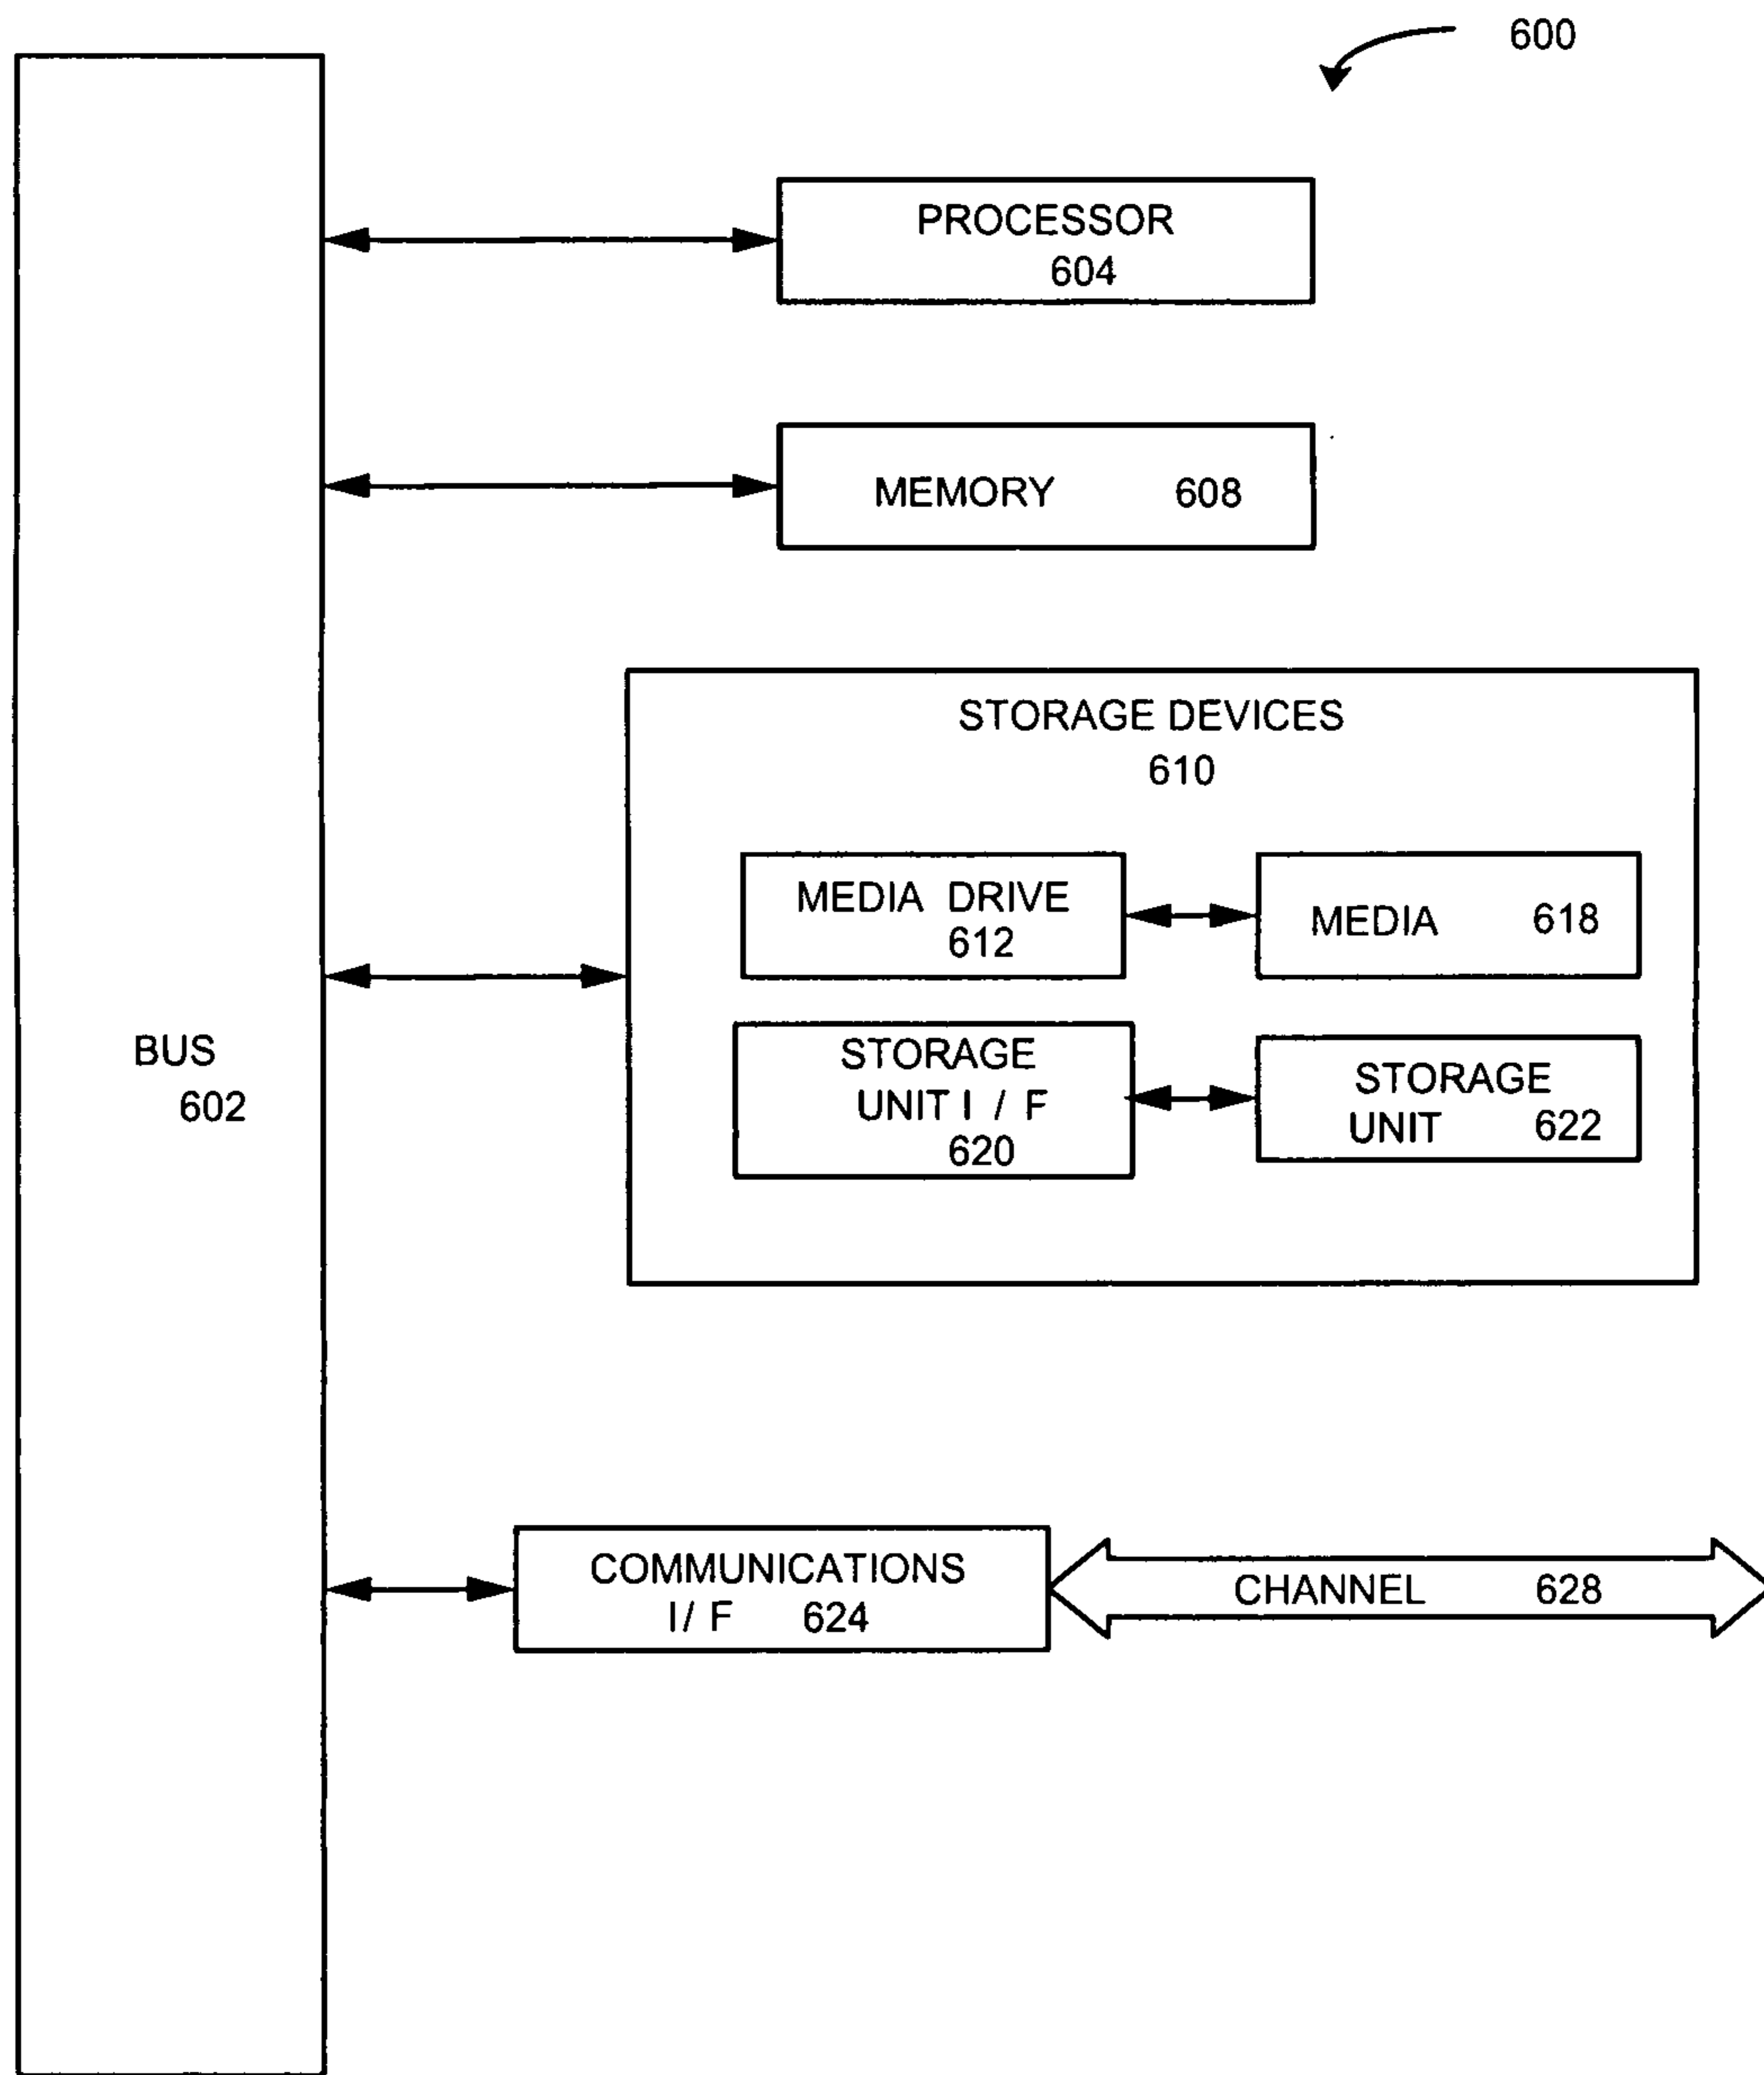 600
PROCESSOR
604
MEMORY 608
STORAGE DEVICES
610
MEDIA DRIVE
612
MEDIA 618
STORAGE
UNIT I / F
620
STORAGE
UNIT 622
BUS
602
COMMUNICATIONS
I / F 624
CHANNEL 628